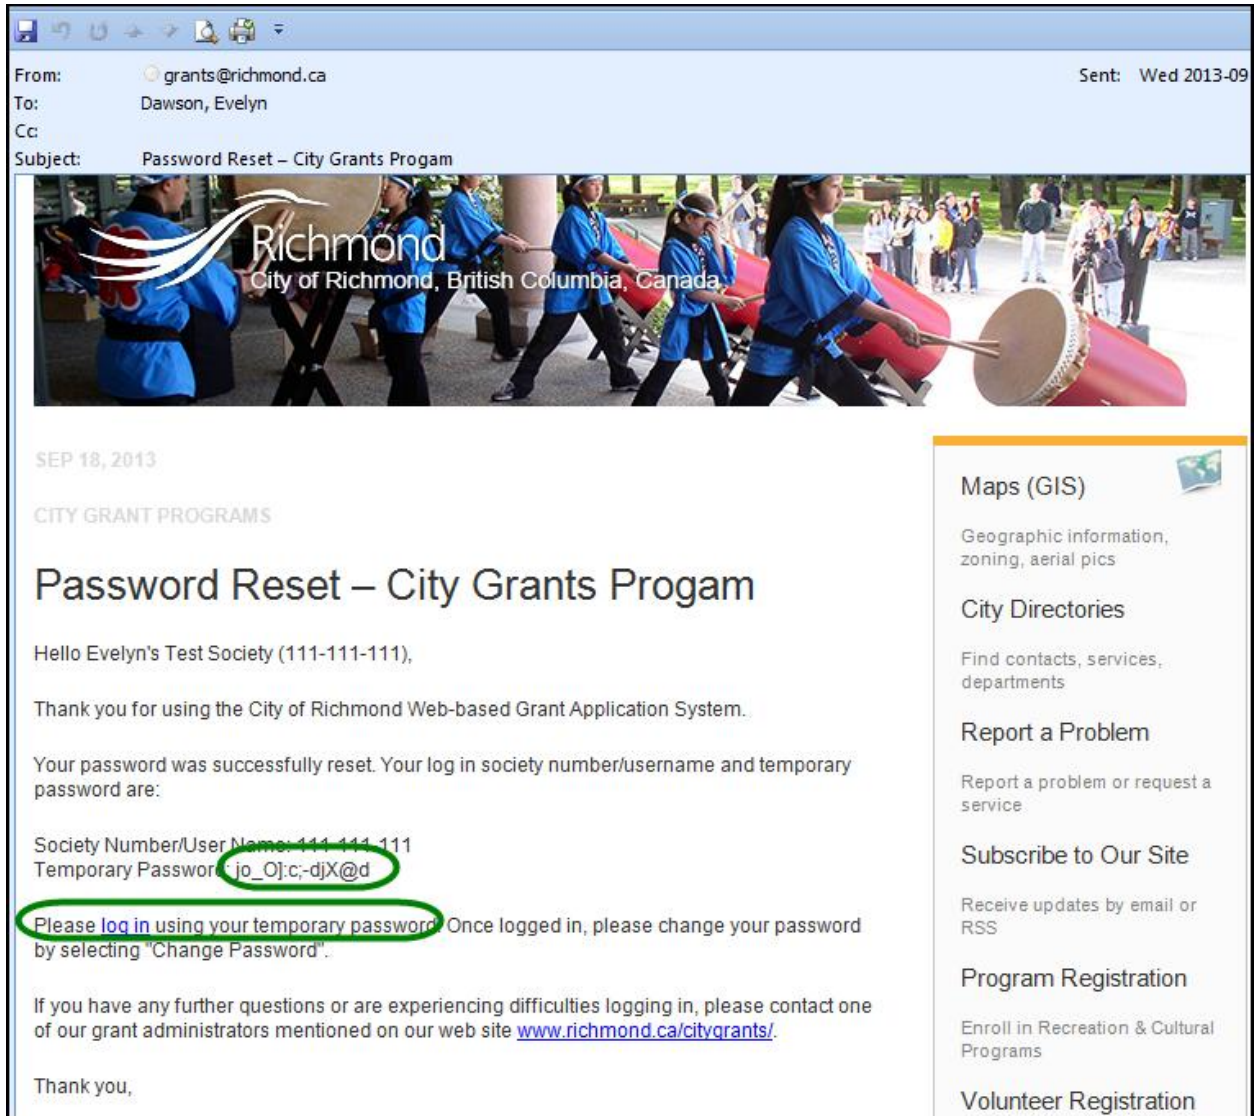 From: grants@richmond.ca Sent: Wed 2013-09
To: Dawson, Evelyn
Cc:
Subject: Password Reset – City Grants Progam
Richmond
City of Richmond, British Columbia, Canada
SEP 18, 2013
CITY GRANT PROGRAMS
Password Reset – City Grants Progam
Hello Evelyn's Test Society (111-111-111),
Thank you for using the City of Richmond Web-based Grant Application System.
Your password was successfully reset. Your log in society number/username and temporary
password are:
Society Number/User Name: 111-111-111
Temporary Password: jo_O]:c;-djX@d
Please log in using your temporary password. Once logged in, please change your password
by selecting "Change Password".
If you have any further questions or are experiencing difficulties logging in, please contact one
of our grant administrators mentioned on our web site www.richmond.ca/citygrants/.
Thank you,
Maps (GIS)
Geographic information,
zoning, aerial pics
City Directories
Find contacts, services,
departments
Report a Problem
Report a problem or request a
service
Subscribe to Our Site
Receive updates by email or
RSS
Program Registration
Enroll in Recreation & Cultural
Programs
Volunteer Registration